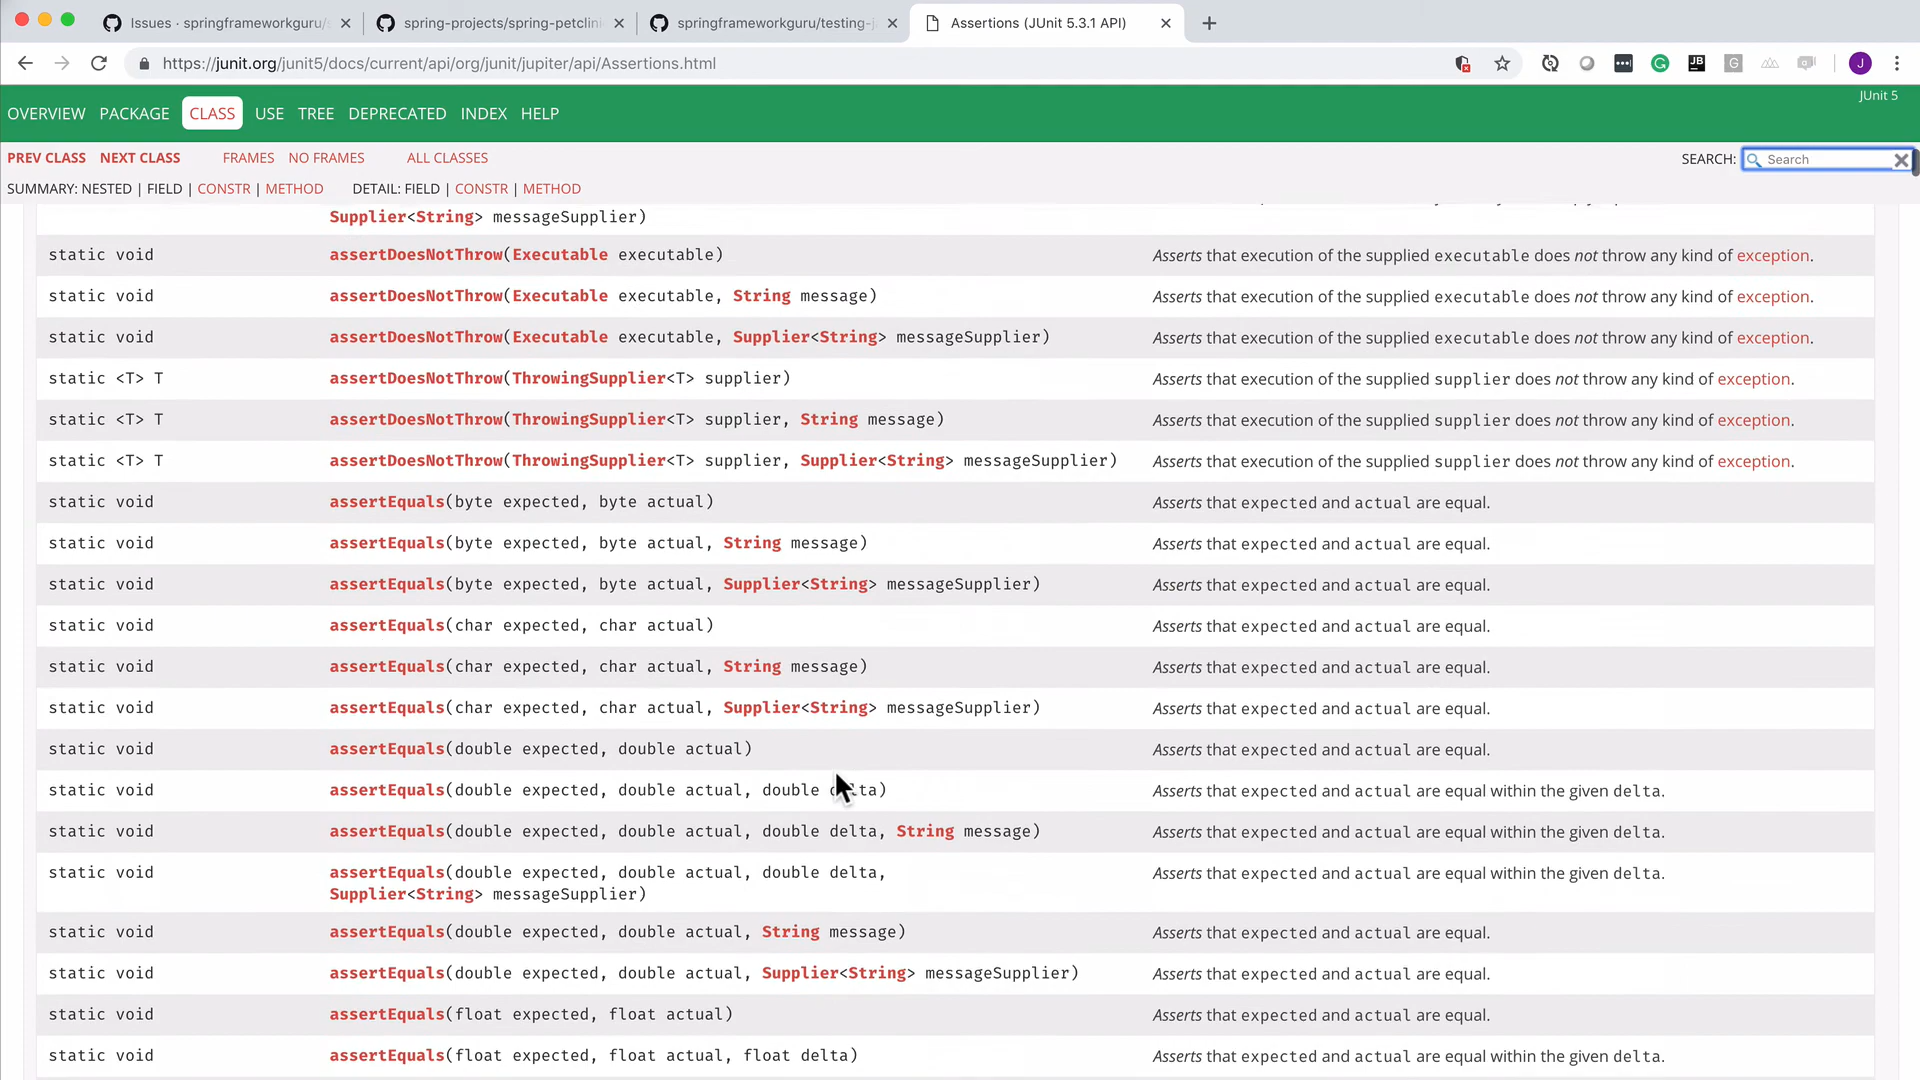 Issues · springframeworkguru/s
spring-projects/spring-petclini
springframeworkguru/testing-j
Assertions (JUnit 5.3.1 API)
https://junit.org/junit5/docs/current/api/org/junit/jupiter/api/Assertions.html
JB
G
J
JUnit 5
OVERVIEW PACKAGE CLASS USE TREE DEPRECATED INDEX HELP
PREV CLASS NEXT CLASS FRAMES NO FRAMES ALL CLASSES
SEARCH: Search
SUMMARY: NESTED | FIELD | CONSTR | METHOD DETAIL: FIELD | CONSTR | METHOD
Supplier<String> messageSupplier)
static void assertDoesNotThrow(Executable executable) Asserts that execution of the supplied executable does not throw any kind of exception.
static void assertDoesNotThrow(Executable executable, String message) Asserts that execution of the supplied executable does not throw any kind of exception.
static void assertDoesNotThrow(Executable executable, Supplier<String> messageSupplier) Asserts that execution of the supplied executable does not throw any kind of exception.
static <T> T assertDoesNotThrow(ThrowingSupplier<T> supplier) Asserts that execution of the supplied supplier does not throw any kind of exception.
static <T> T assertDoesNotThrow(ThrowingSupplier<T> supplier, String message) Asserts that execution of the supplied supplier does not throw any kind of exception.
static <T> T assertDoesNotThrow(ThrowingSupplier<T> supplier, Supplier<String> messageSupplier) Asserts that execution of the supplied supplier does not throw any kind of exception.
static void assertEquals(byte expected, byte actual) Asserts that expected and actual are equal.
static void assertEquals(byte expected, byte actual, String message) Asserts that expected and actual are equal.
static void assertEquals(byte expected, byte actual, Supplier<String> messageSupplier) Asserts that expected and actual are equal.
static void assertEquals(char expected, char actual) Asserts that expected and actual are equal.
static void assertEquals(char expected, char actual, String message) Asserts that expected and actual are equal.
static void assertEquals(char expected, char actual, Supplier<String> messageSupplier) Asserts that expected and actual are equal.
static void assertEquals(double expected, double actual) Asserts that expected and actual are equal.
static void assertEquals(double expected, double actual, double delta) Asserts that expected and actual are equal within the given delta.
static void assertEquals(double expected, double actual, double delta, String message) Asserts that expected and actual are equal within the given delta.
static void assertEquals(double expected, double actual, double delta, Asserts that expected and actual are equal within the given delta.
Supplier<String> messageSupplier)
static void assertEquals(double expected, double actual, String message) Asserts that expected and actual are equal.
static void assertEquals(double expected, double actual, Supplier<String> messageSupplier) Asserts that expected and actual are equal.
static void assertEquals(float expected, float actual) Asserts that expected and actual are equal.
static void assertEquals(float expected, float actual, float delta) Asserts that expected and actual are equal within the given delta.